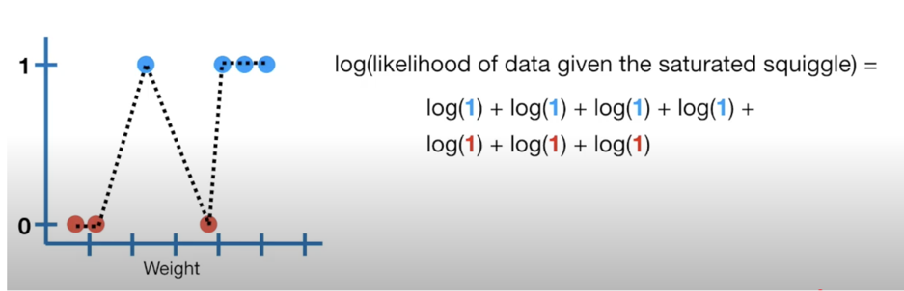 1
0
Weight
log(likelihood of data given the saturated squiggle) =
log(1) + log(1) + log(1) + log(1) +
log(1) + log(1) + log(1)